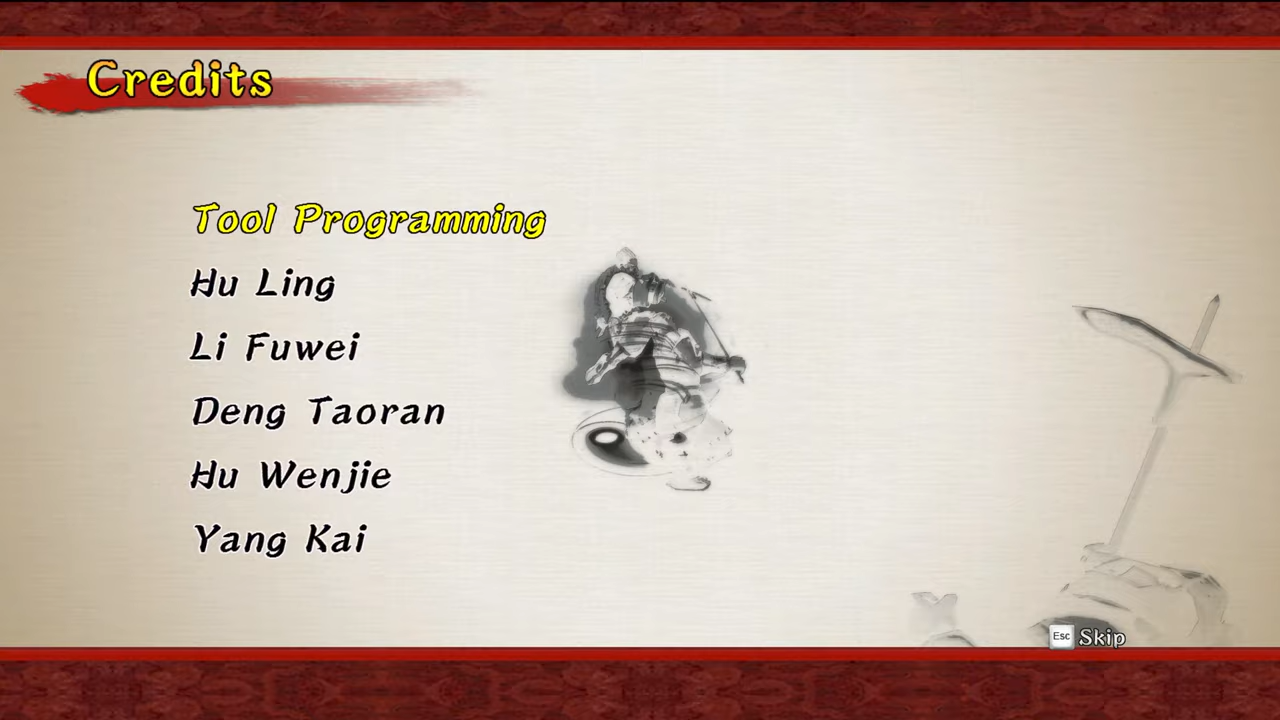 Credits
Tool Programming
Hu Ling
Li Fuwei
Deng Taoran
Hu Wenjie
Yang Kai
Esc Skip